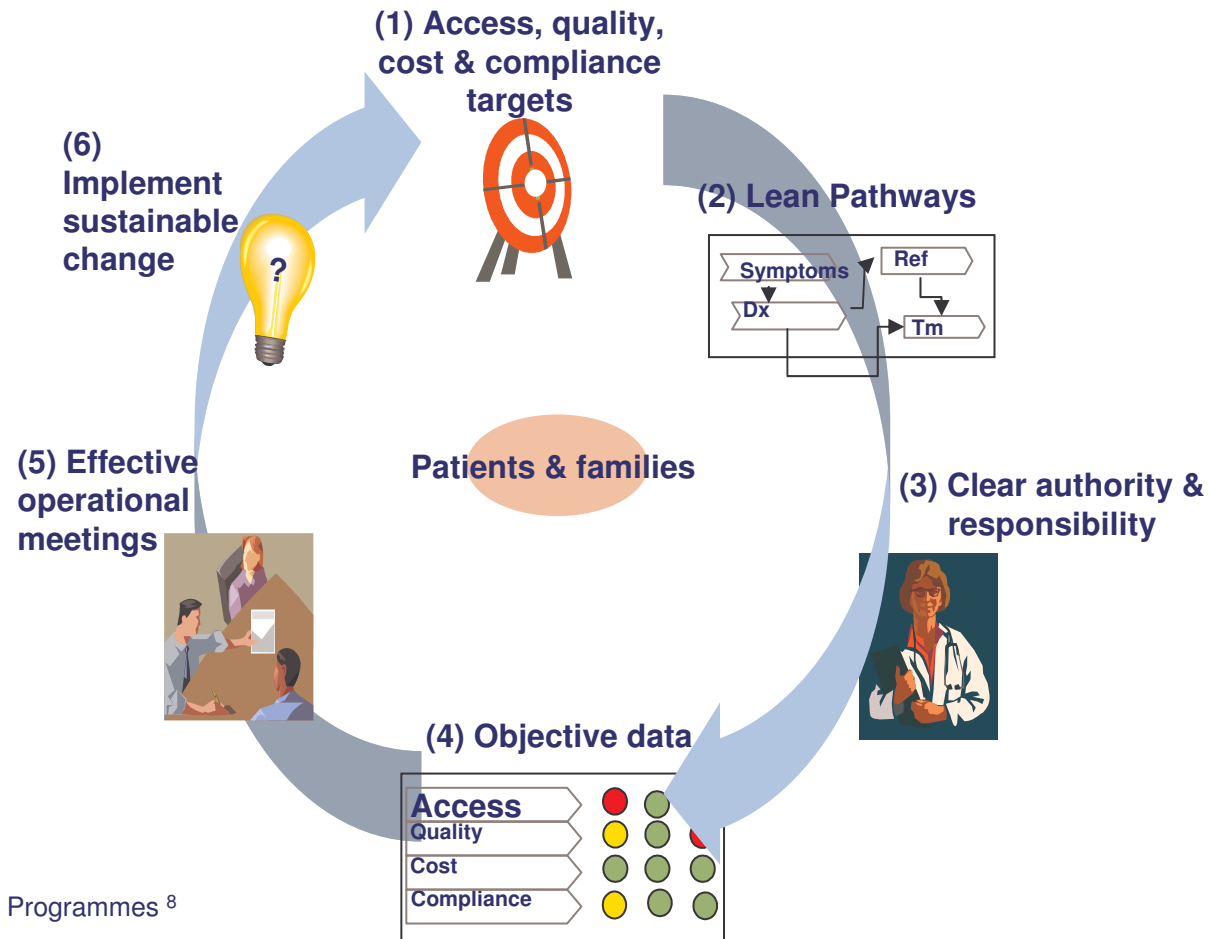 (1) Access, quality,
cost & compliance
targets
(6)
Implement
sustainable
change
?
(2) Lean Pathways
Symptoms
Ref
Dx
Tm
Patients & families
(5) Effective
operational
meetings
(3) Clear authority &
responsibility
(4) Objective data
Access
Quality
Cost
Compliance
Programmes 8